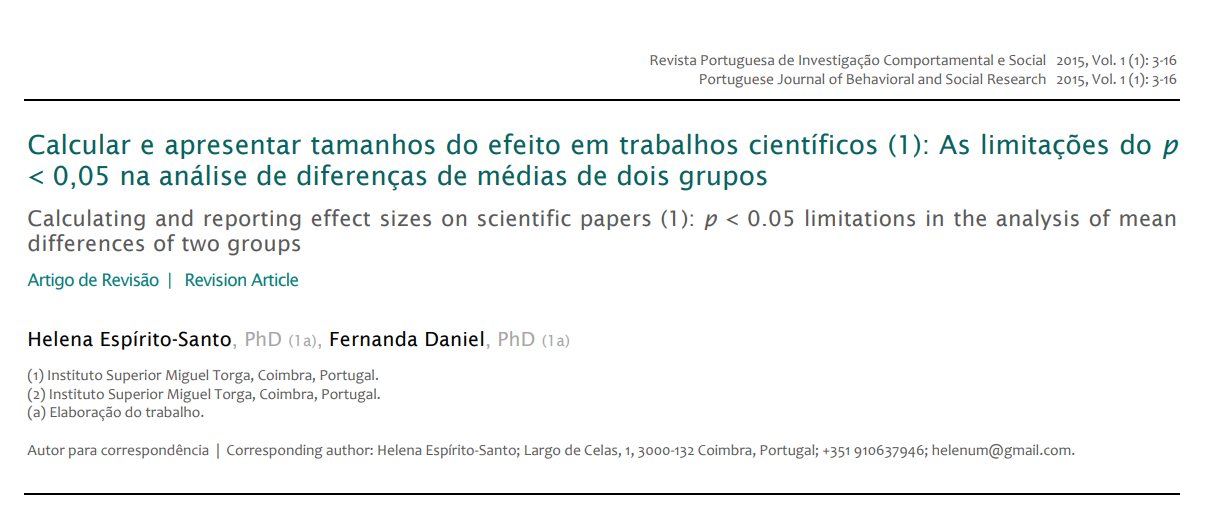 Revista Portuguesa de Investigação Comportamental e Social 2015, Vol. 1 (1): 3-16
Portuguese Journal of Behavioral and Social Research 2015, Vol. 1 (1): 3-16
Calcular e apresentar tamanhos do efeito em trabalhos científicos (1): As limitações do p
< 0,05 na análise de diferenças de médias de dois grupos
Calculating and reporting effect sizes on scientific papers (1): p < 0.05 limitations in the analysis of mean
differences of two groups
Artigo de Revisão | Revision Article
Helena Espírito-Santo, PhD (1a), Fernanda Daniel, PhD (1a)
(1) Instituto Superior Miguel Torga, Coimbra, Portugal.
(2) Instituto Superior Miguel Torga, Coimbra, Portugal.
(a) Elaboração do trabalho.
Autor para correspondência | Corresponding author: Helena Espírito-Santo; Largo de Celas, 1, 3000-132 Coimbra, Portugal; +351 910637946; helenum@gmail.com.